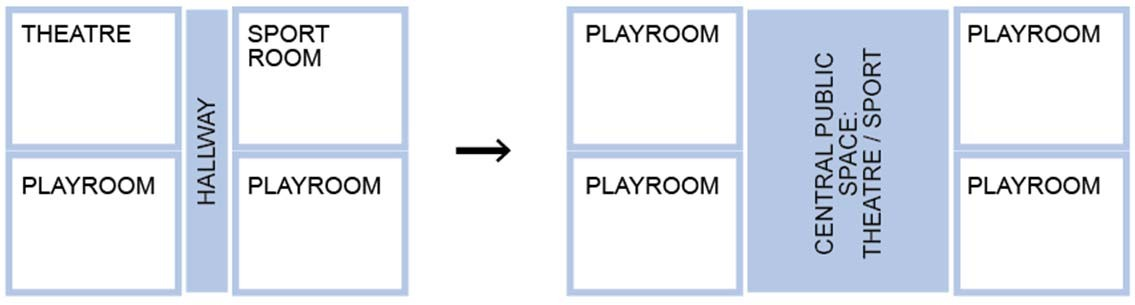 THEATRE
SPORT
ROOM
HALLWAY
PLAYROOM
PLAYROOM
PLAYROOM
PLAYROOM
CENTRAL PUBLIC
SPACE:
THEATRE / SPORT
PLAYROOM
PLAYROOM